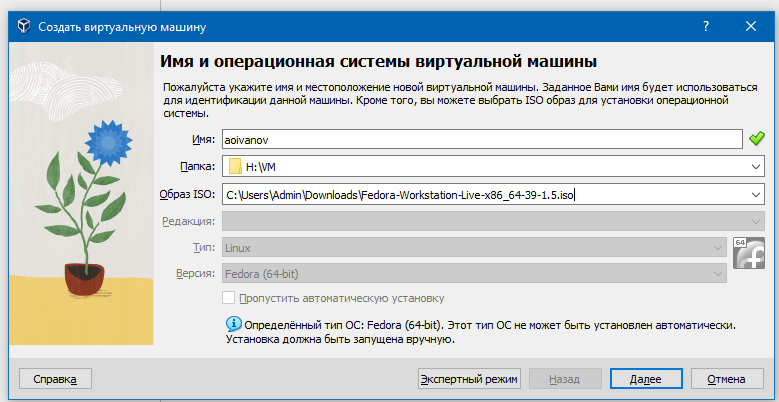 Создать виртуальную машину
Имя и операционная системы виртуальной машины
Пожалуйста укажите имя и местоположение новой виртуальной машины. Заданное Вами имя будет использоваться
для идентификации данной машины. Кроме того, вы можете выбрать ISO образ для установки операционной
системы.
Имя: aoivanov
Папка: H:\VM
Образ ISO: C:\Users\Admin\Downloads\Fedora-Workstation-Live-x86_64-39-1.5.iso
Редакция:
Тип: Linux
64
Версия: Fedora (64-bit)
Пропустить автоматическую установку
Определённый тип ОС: Fedora (64-bit). Этот тип ОС не может быть установлен автоматически.
Установка должна быть запущена вручную.
Справка Экспертный режим Назад Далее Отмена